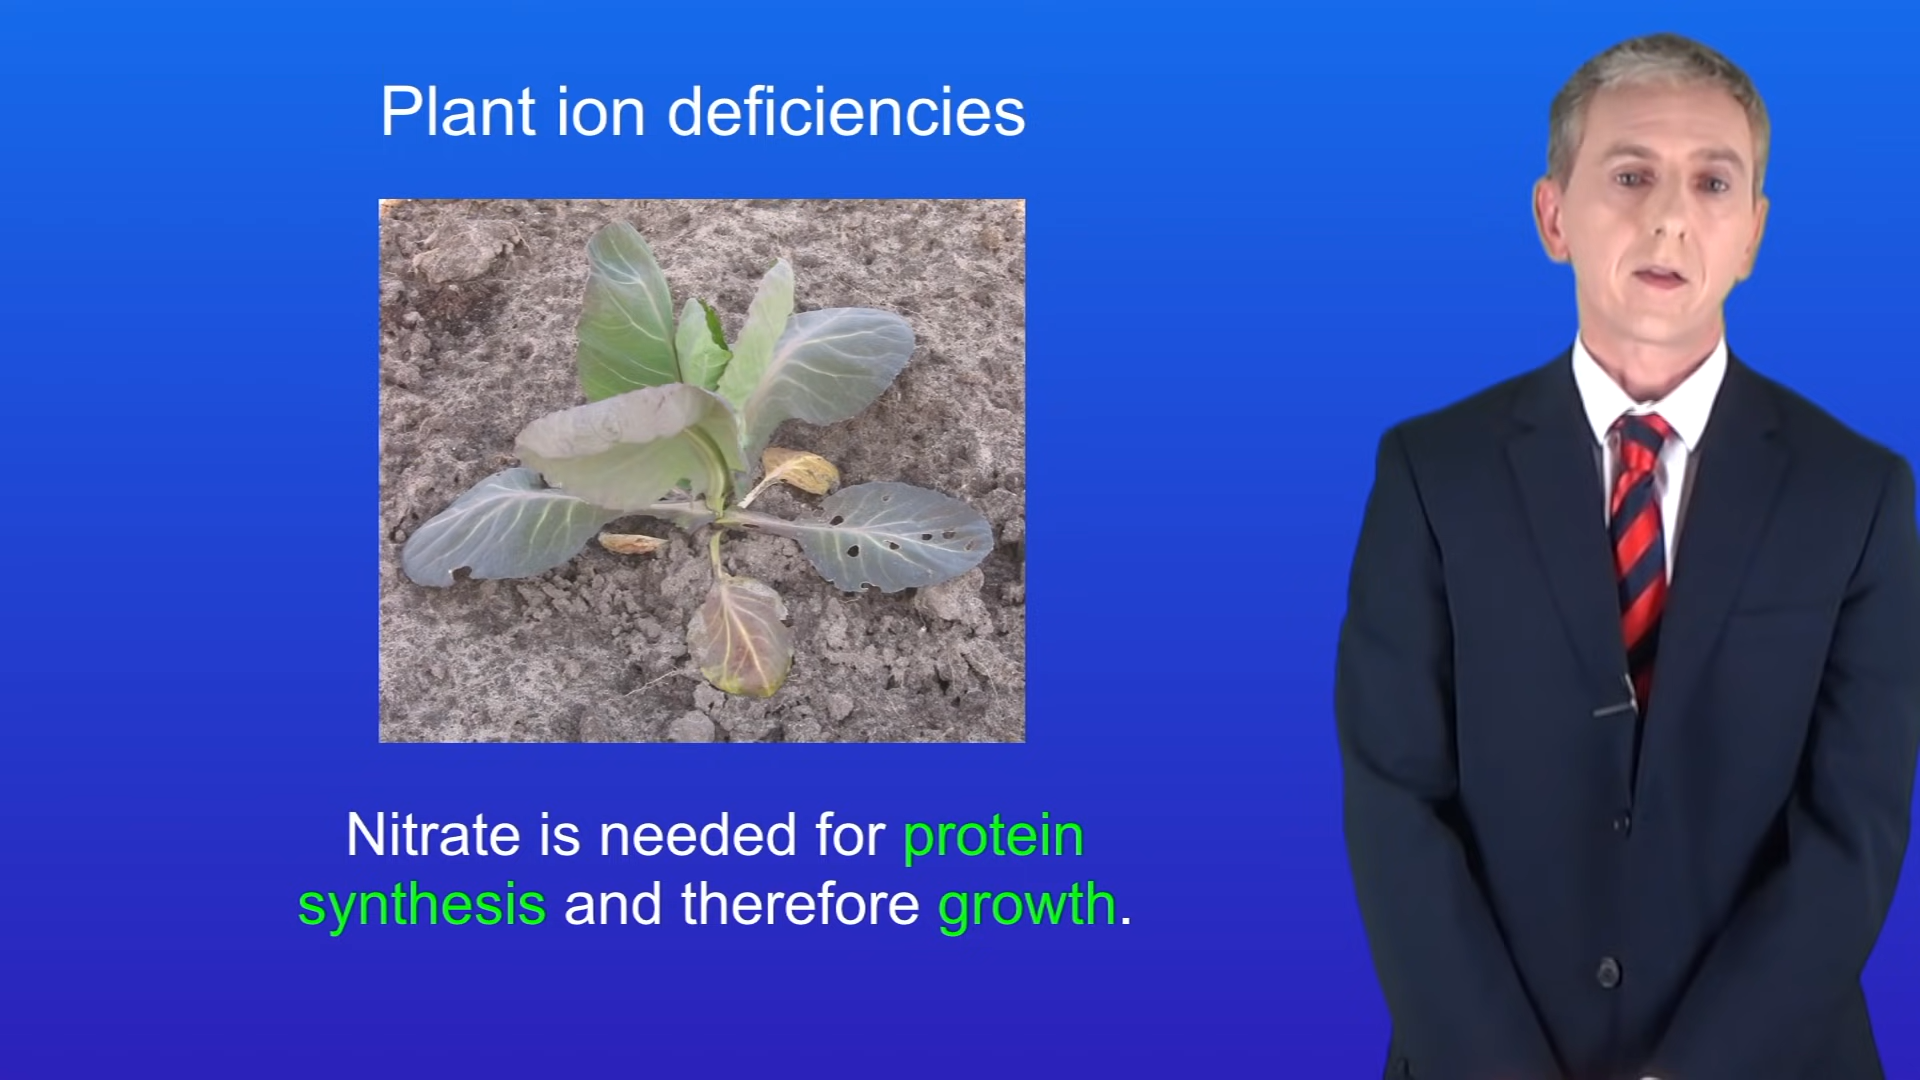 Plant ion deficiencies
Nitrate is needed for protein
synthesis and therefore growth.